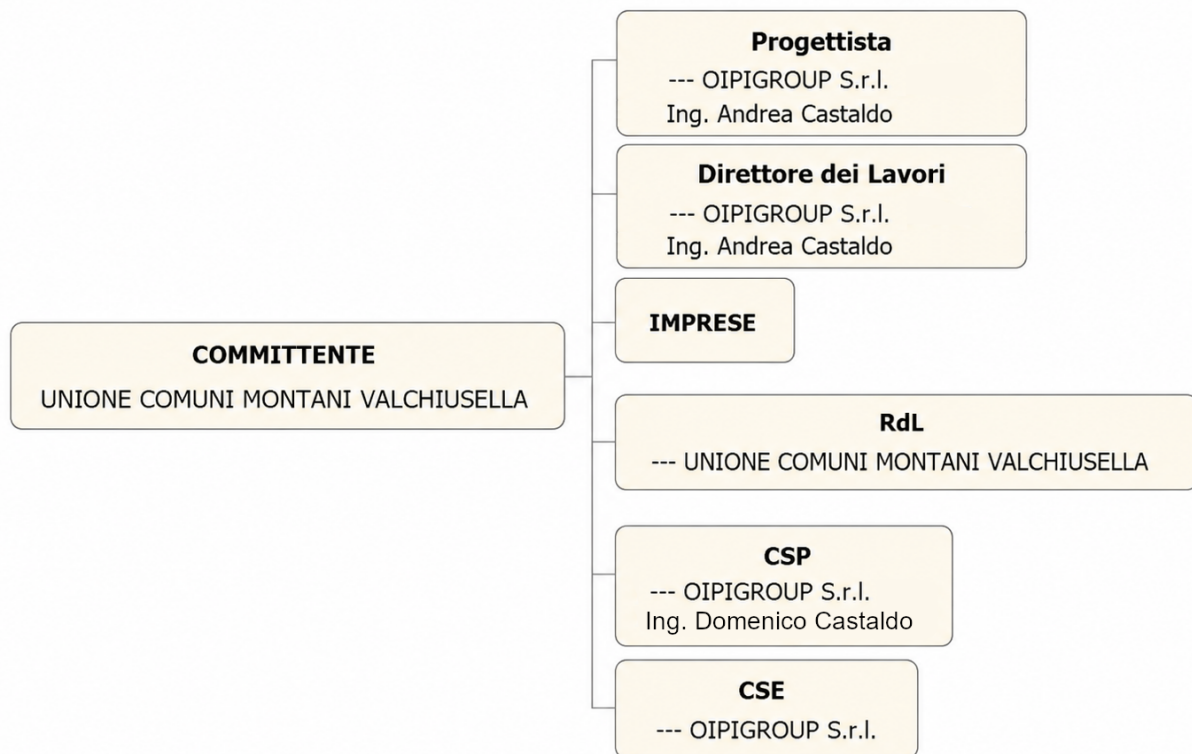 Progettista
--- OIPIGROUP S.r.l.
Ing. Andrea Castaldo
Direttore dei Lavori
--- OIPIGROUP S.r.l.
Ing. Andrea Castaldo
IMPRESE
COMMITTENTE
UNIONE COMUNI MONTANI VALCHIUSELLA
RdL
--- UNIONE COMUNI MONTANI VALCHIUSELLA
CSP
--- OIPIGROUP S.r.l.
Ing. Domenico Castaldo
CSE
--- OIPIGROUP S.r.l.